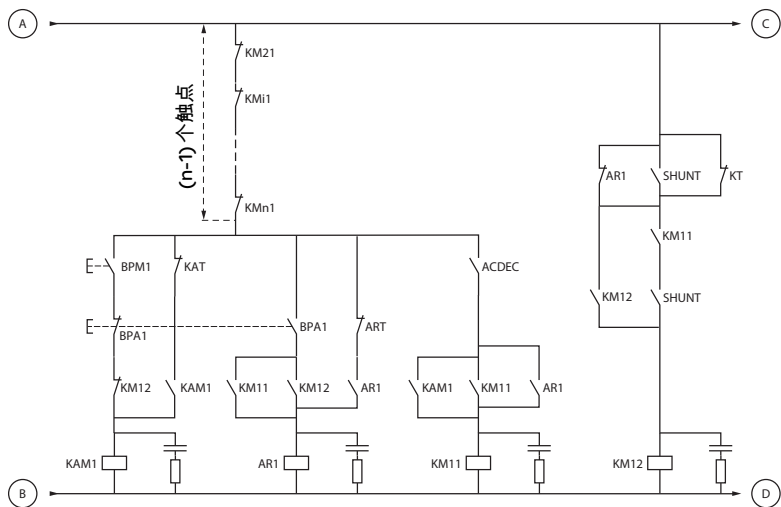 A
C
KM21
KMi1
(n-1) 个触点
AR1
SHUNT
KT
KMn1
KM11
BPM1
KAT
ACDEC
KM12
SHUNT
BPA1
BPA1
ART
KM12
KAM1
KM11
KM12
AR1
KAM1
KM11
AR1
KAM1
AR1
KM11
KM12
B
D